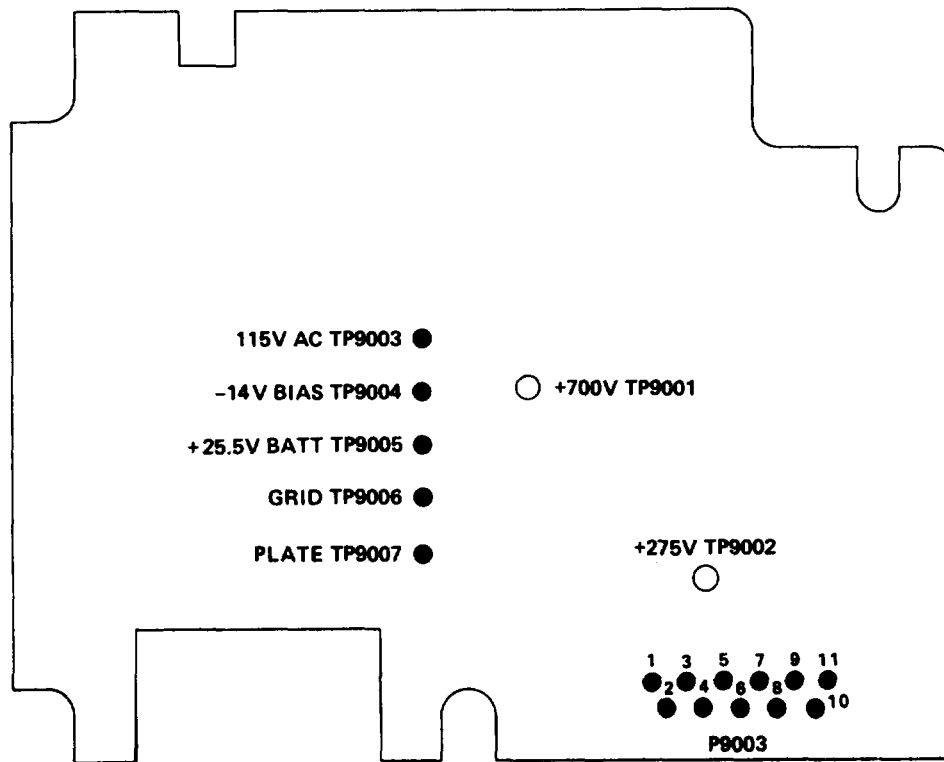 115V AC TP9003
-14V BIAS TP9004
+700V TP9001
+25.5V BATT TP9005
GRID TP9006
PLATE TP9007
+275V TP9002
1 3 5 7 9 11
2 4 6 8 10
P9003